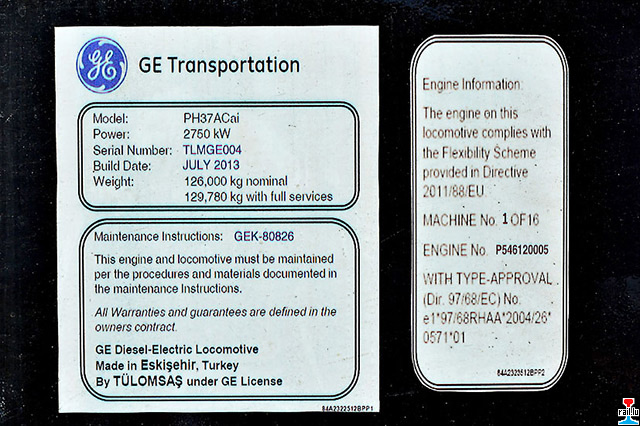 GE
GE Transportation
Model: PH37ACai
Power: 2750 kW
Serial Number: TLMGE004
Build Date: JULY 2013
Weight: 126,000 kg nominal
129,780 kg with full services
Maintenance Instructions: GEK-80826
This engine and locomotive must be maintained
per the procedures and materials documented in
the maintenance Instructions.
All Warranties and guarantees are defined in the
owners contract.
GE Diesel-Electric Locomotive
Made in Eskişehir, Turkey
By TÜLOMSAŞ under GE License
84A2322512BPP1
Engine Information:
The engine on this
locomotive complies with
the Flexibility Scheme
provided in Directive
2011/88/EU
MACHINE No. 1 OF16
ENGINE No. P546120005
WITH TYPE-APPROVAL
(Dir. 97/68/EC) No:
e1*97/68RHAA*2004/26*
0571*01
84A2322512BPP2
rail.lu